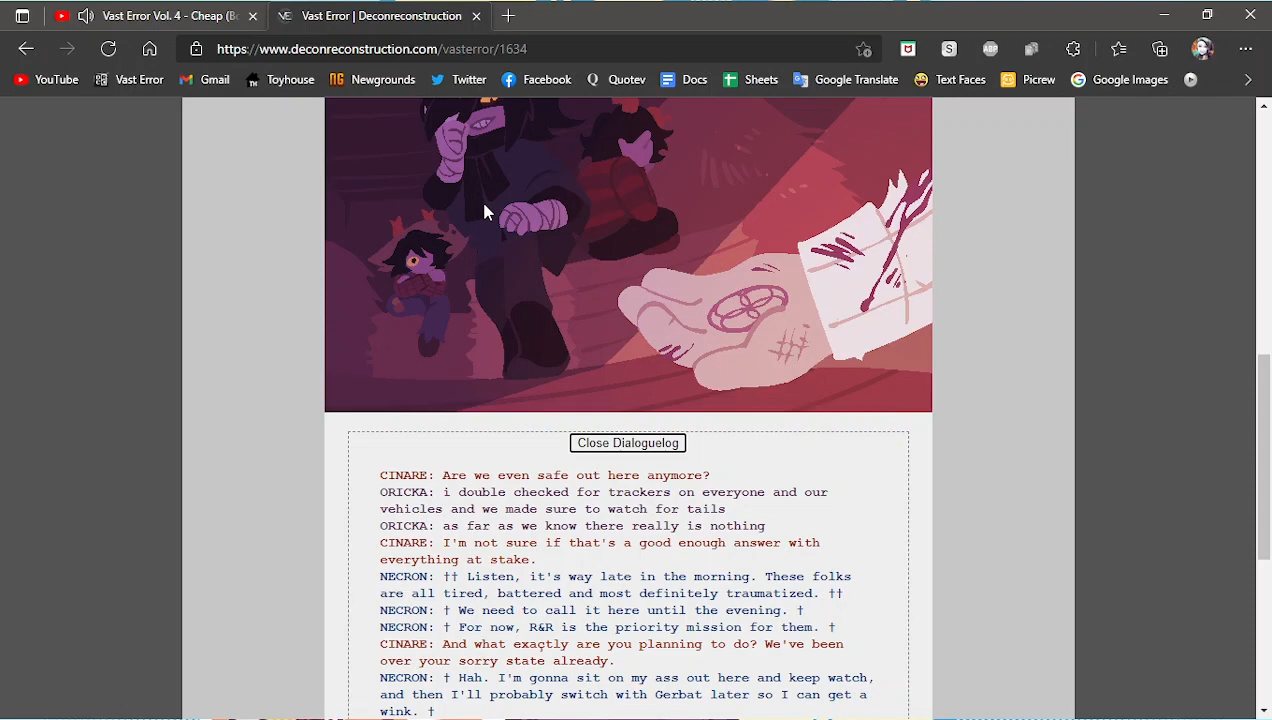 Vast Error Vol. 4 - Cheap (B
VE Vast Error | Deconreconstruction
https://www.deconreconstruction.com/vasterror/1634
S ABP
YouTube Vast Error Gmail Toyhouse NG Newgrounds Twitter Facebook Q Quotev Docs Sheets Google Translate Text Faces Picrew Google Images
Close Dialoguelog
CINARE: Are we even safe out here anymore?
ORICKA: i double checked for trackers on everyone and our
vehicles and we made sure to watch for tails
ORICKA: as far as we know there really is nothing
CINARE: I'm not sure if that's a good enough answer with
everything at stake.
NECRON: †† Listen, it's way late in the morning. These folks
are all tired, battered and most definitely traumatized. ††
NECRON: † We need to call it here until the evening. †
NECRON: † For now, R&R is the priority mission for them. †
CINARE: And what exaçtly are you planning to do? We've been
over your sorry state already.
NECRON: † Hah. I'm gonna sit on my ass out here and keep watch,
and then I'll probably switch with Gerbat later so I can get a
wink. †